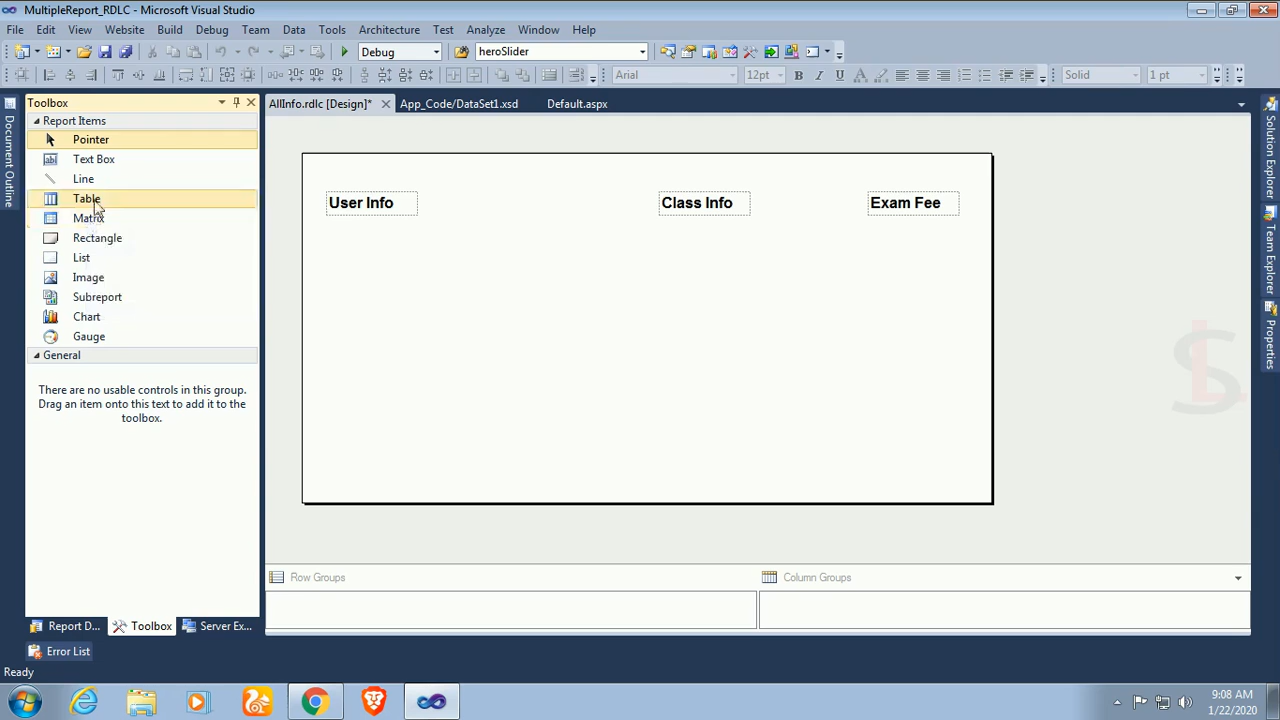 MultipleReport_RDLC - Microsoft Visual Studio
File Edit View Website Build Debug Team Data Tools Architecture Test Analyze Window Help
Debug heroSlider
Arial 12pt B I U A Solid 1 pt
Toolbox
AllInfo.rdlc [Design]* App_Code/DataSet1.xsd Default.aspx
Report Items
Pointer
Text Box
Line
Table
Matrix
Rectangle
List
Image
Subreport
Chart
Gauge
General
There are no usable controls in this group.
Drag an item onto this text to add it to the
toolbox.
Document Outline
User Info Class Info Exam Fee
Solution Explorer
Team Explorer
Properties
LS
Row Groups Column Groups
Report D... Toolbox Server Ex...
Error List
Ready
9:08 AM
1/22/2020